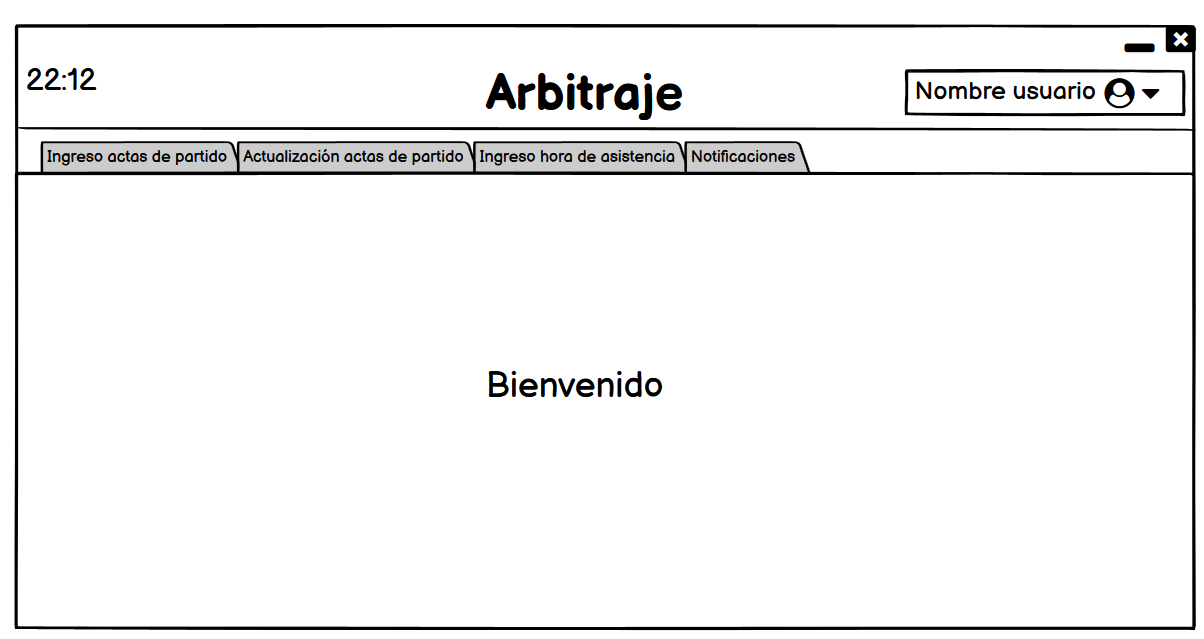 22:12
Arbitraje
Nombre usuario
Ingreso actas de partido
Actualización actas de partido
Ingreso hora de asistencia
Notificaciones
Bienvenido